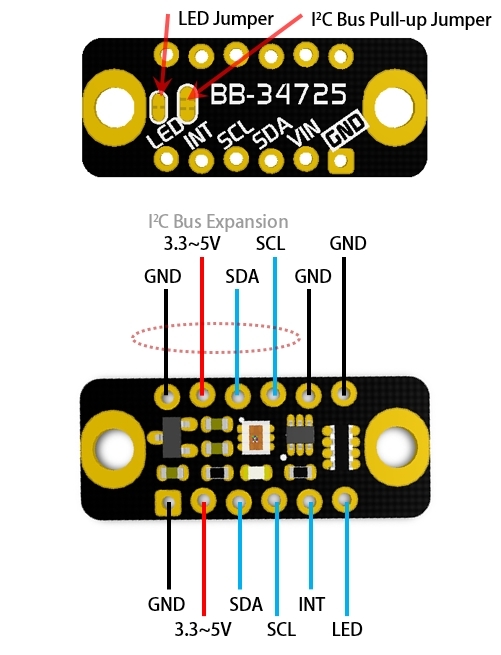 LED Jumper
I²C Bus Pull-up Jumper
BB-34725
LED INT SCL SDA VIN GND
I²C Bus Expansion
3.3~5V SCL GND
GND SDA GND
GND SDA INT
3.3~5V SCL LED